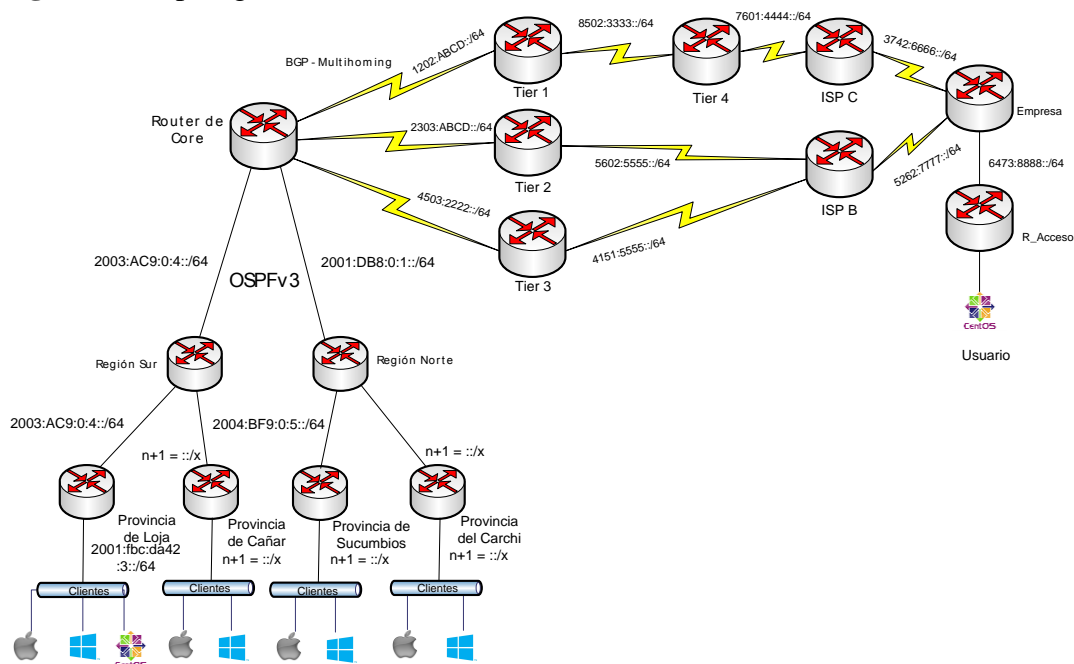 7601:4444::/64
8502:3333::/64
3742:6666::/64
BGP - Multihoming
1202:ABCD::/64
Tier 1
Tier 4
ISP C
Empresa
Router de
Core
2303:ABCD::/64
5602:5555::/64
5262:7777::/64
6473:8888::/64
Tier 2
ISP B
4503:2222::/64
R_Acceso
4151:5555::/64
2003:AC9:0:4::/64
2001:DB8:0:1::/64
OSPFv3
Tier 3
CentOS
Usuario
Región Sur
Región Norte
2003:AC9:0:4::/64
2004:BF9:0:5::/64
n+1 = ::/x
n+1 = ::/x
Provincia
de Loja
2001:fbc:da42
:3::/64
Provincia
de Cañar
n+1 = ::/x
Provincia de
Sucumbios
n+1 = ::/x
Provincia
del Carchi
n+1 = ::/x
Clientes
Clientes
Clientes
Clientes
CentOS